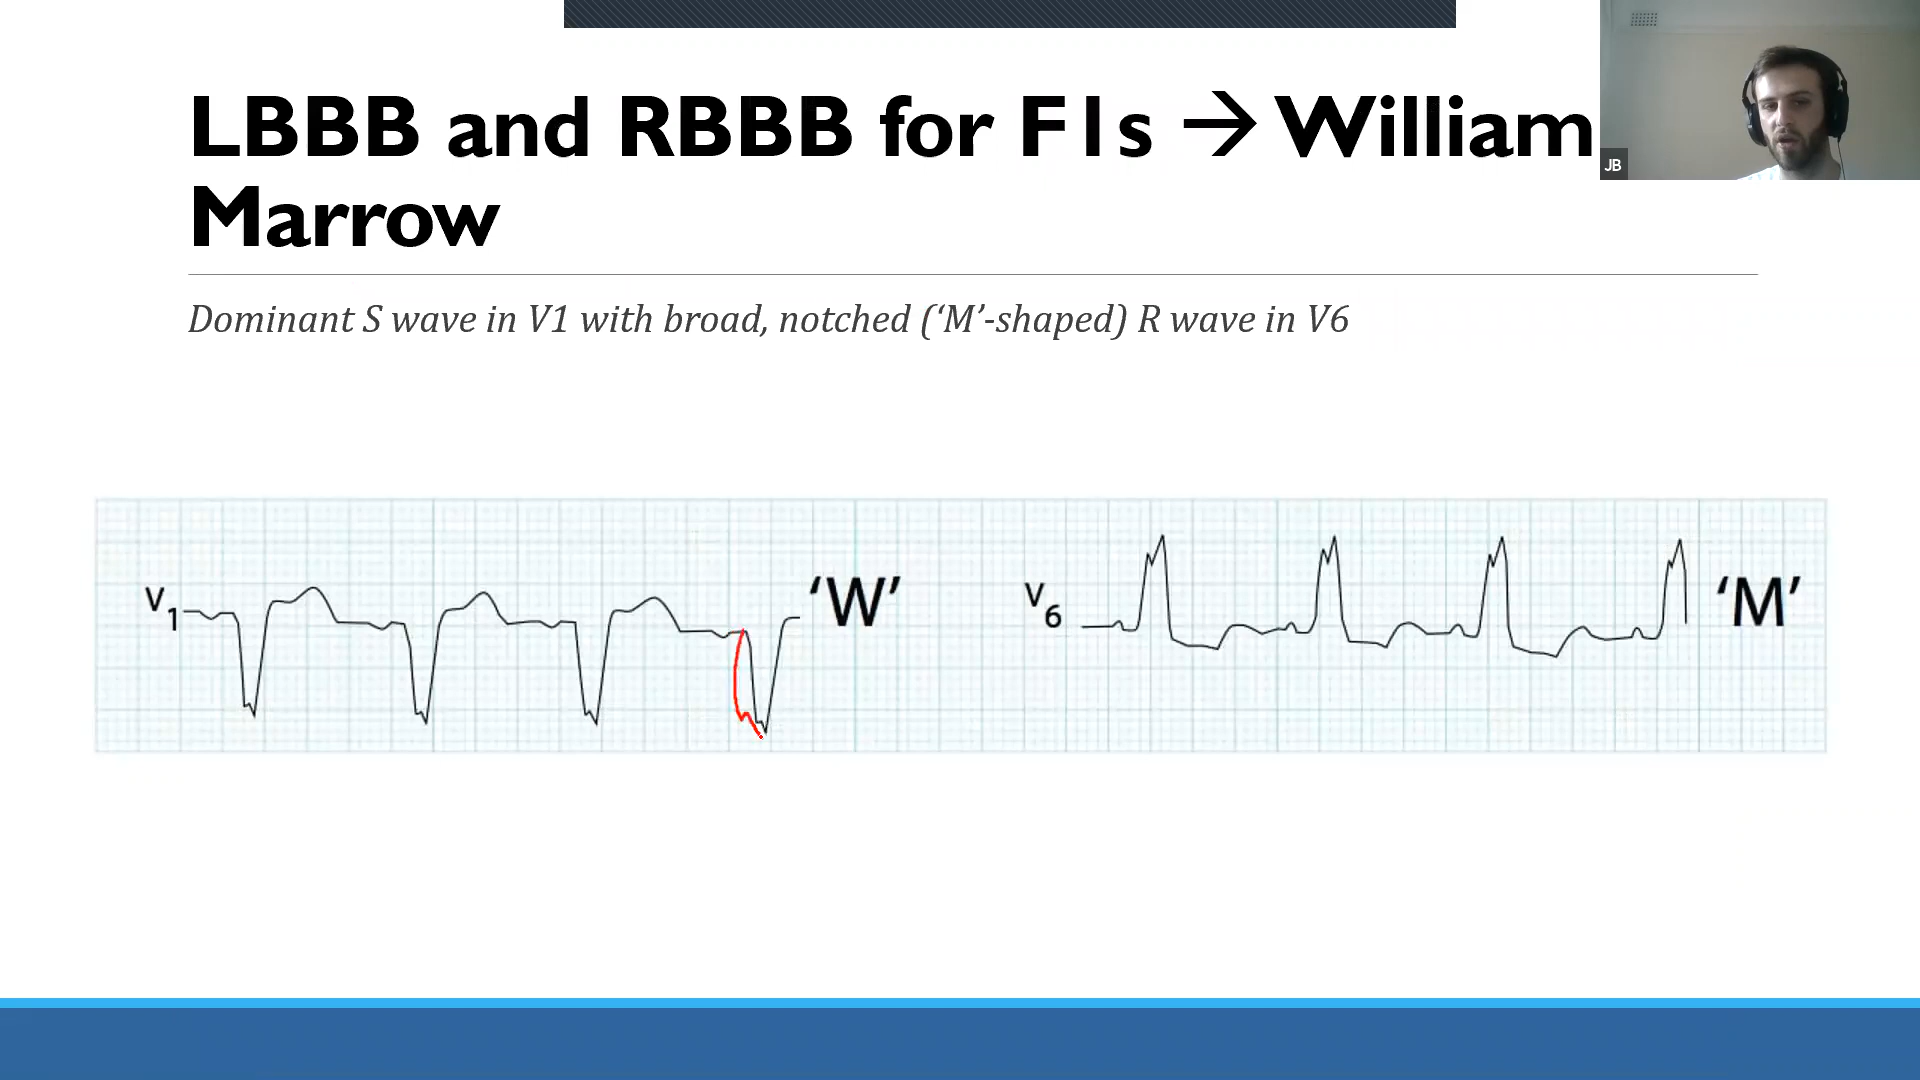 LBBB and RBBB for F1s → William
Marrow
JB
Dominant S wave in V1 with broad, notched (‘M’-shaped) R wave in V6
V1 ‘W’ V6 ‘M’